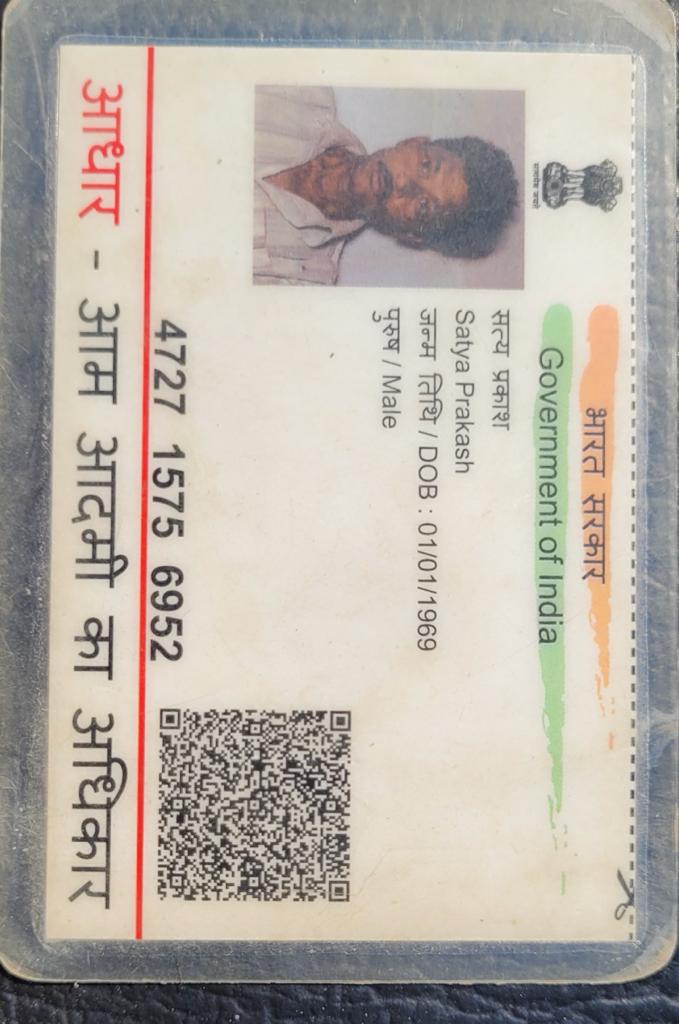 भारत सरकार
Government of India
सत्यमेव जयते
सत्य प्रकाश
Satya Prakash
जन्म तिथि / DOB : 01/01/1969
पुरुष / Male
4727 1575 6952
आधार - आम आदमी का अधिकार